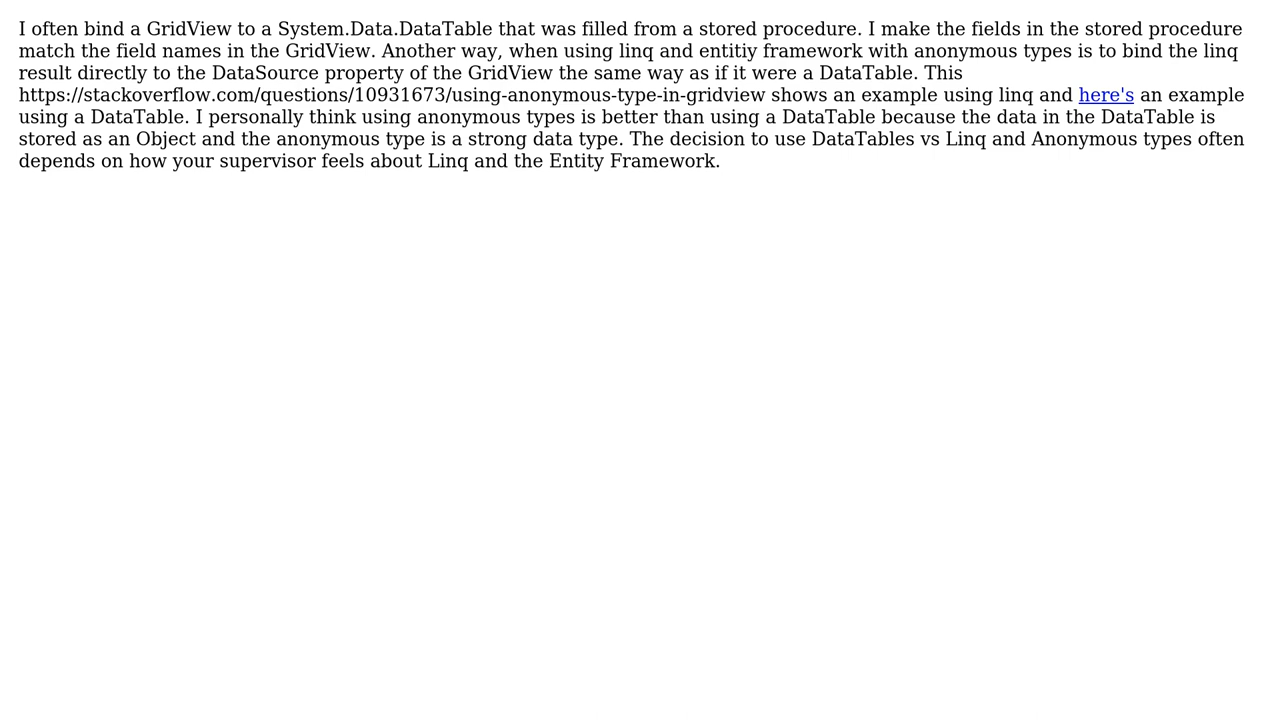 I often bind a GridView to a System.Data.DataTable that was filled from a stored procedure. I make the fields in the stored procedure
match the field names in the GridView. Another way, when using linq and entitiy framework with anonymous types is to bind the linq
result directly to the DataSource property of the GridView the same way as if it were a DataTable. This
https://stackoverflow.com/questions/10931673/using-anonymous-type-in-gridview shows an example using linq and here's an example
using a DataTable. I personally think using anonymous types is better than using a DataTable because the data in the DataTable is
stored as an Object and the anonymous type is a strong data type. The decision to use DataTables vs Linq and Anonymous types often
depends on how your supervisor feels about Linq and the Entity Framework.